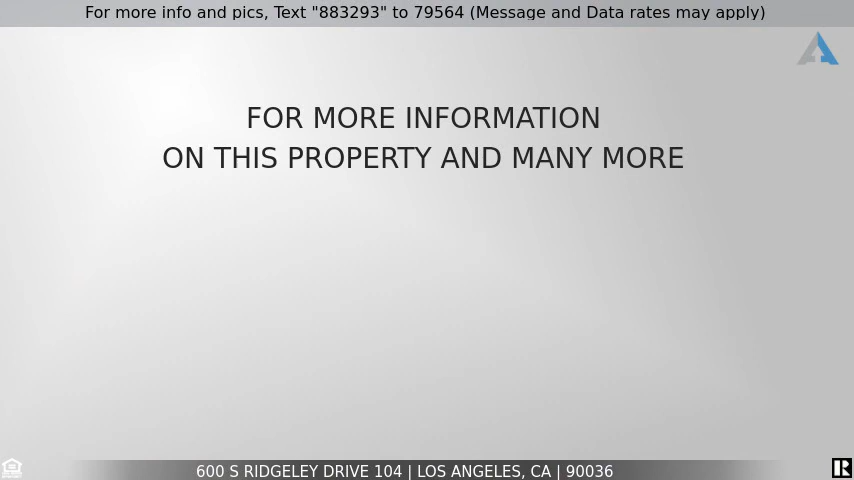 For more info and pics, Text "883293" to 79564 (Message and Data rates may apply)
FOR MORE INFORMATION
ON THIS PROPERTY AND MANY MORE
600 S RIDGELEY DRIVE 104 | LOS ANGELES, CA | 90036